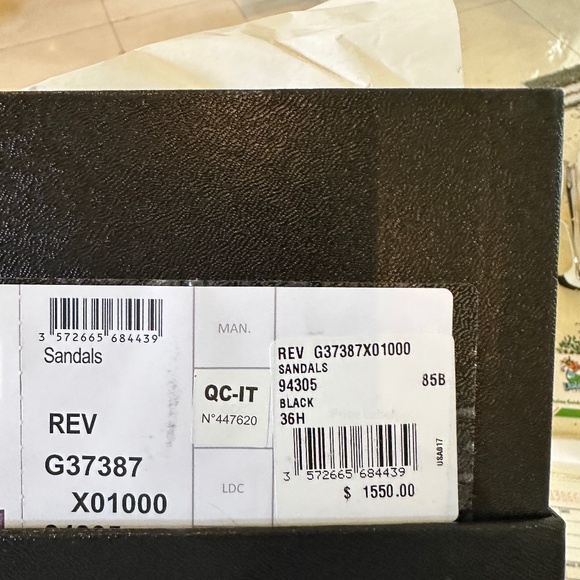 3 572665 684439
Sandals
REV
G37387
X01000
MAN.
QC-IT
N°447620
LDC
REV G37387X01000
SANDALS
94305 85B
BLACK
36H
3 572665 684439
USA017
$ 1550.00